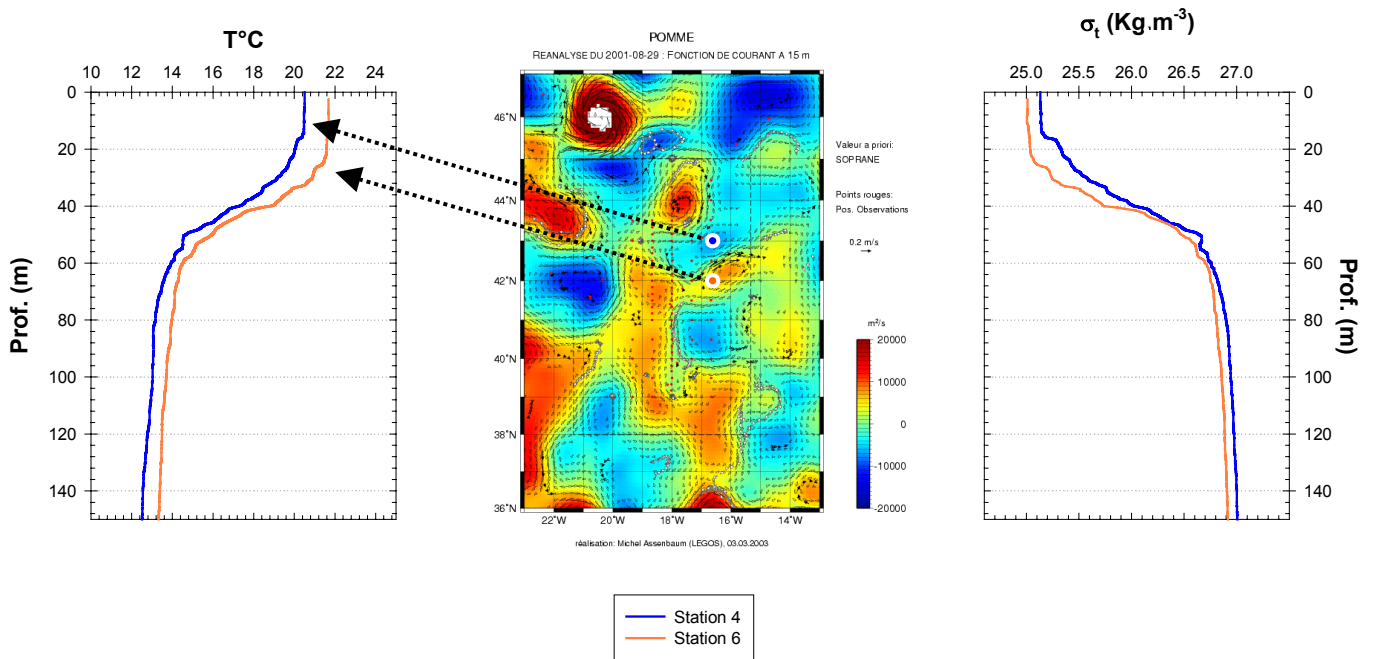 T°C
10 12 14 16 18 20 22 24
0
20
40
60
80
100
120
140
Prof. (m)
POMME
REANALYSE DU 2001-08-29 : FONCTION DE COURANT A 15 m
46°N
44°N
42°N
40°N
38°N
36°N
22°W 20°W 18°W 16°W 14°W
Valeur a priori:
SOPRANE
Points rouges:
Pos. Observations
0.2 m/s
m²/s
20000
10000
0
-10000
-20000
réalisation: Michel Assenbaum (LEGOS), 03.03.2003
σt (Kg.m-3)
25.0 25.5 26.0 26.5 27.0
0
20
40
60
80
100
120
140
Prof. (m)
Station 4
Station 6